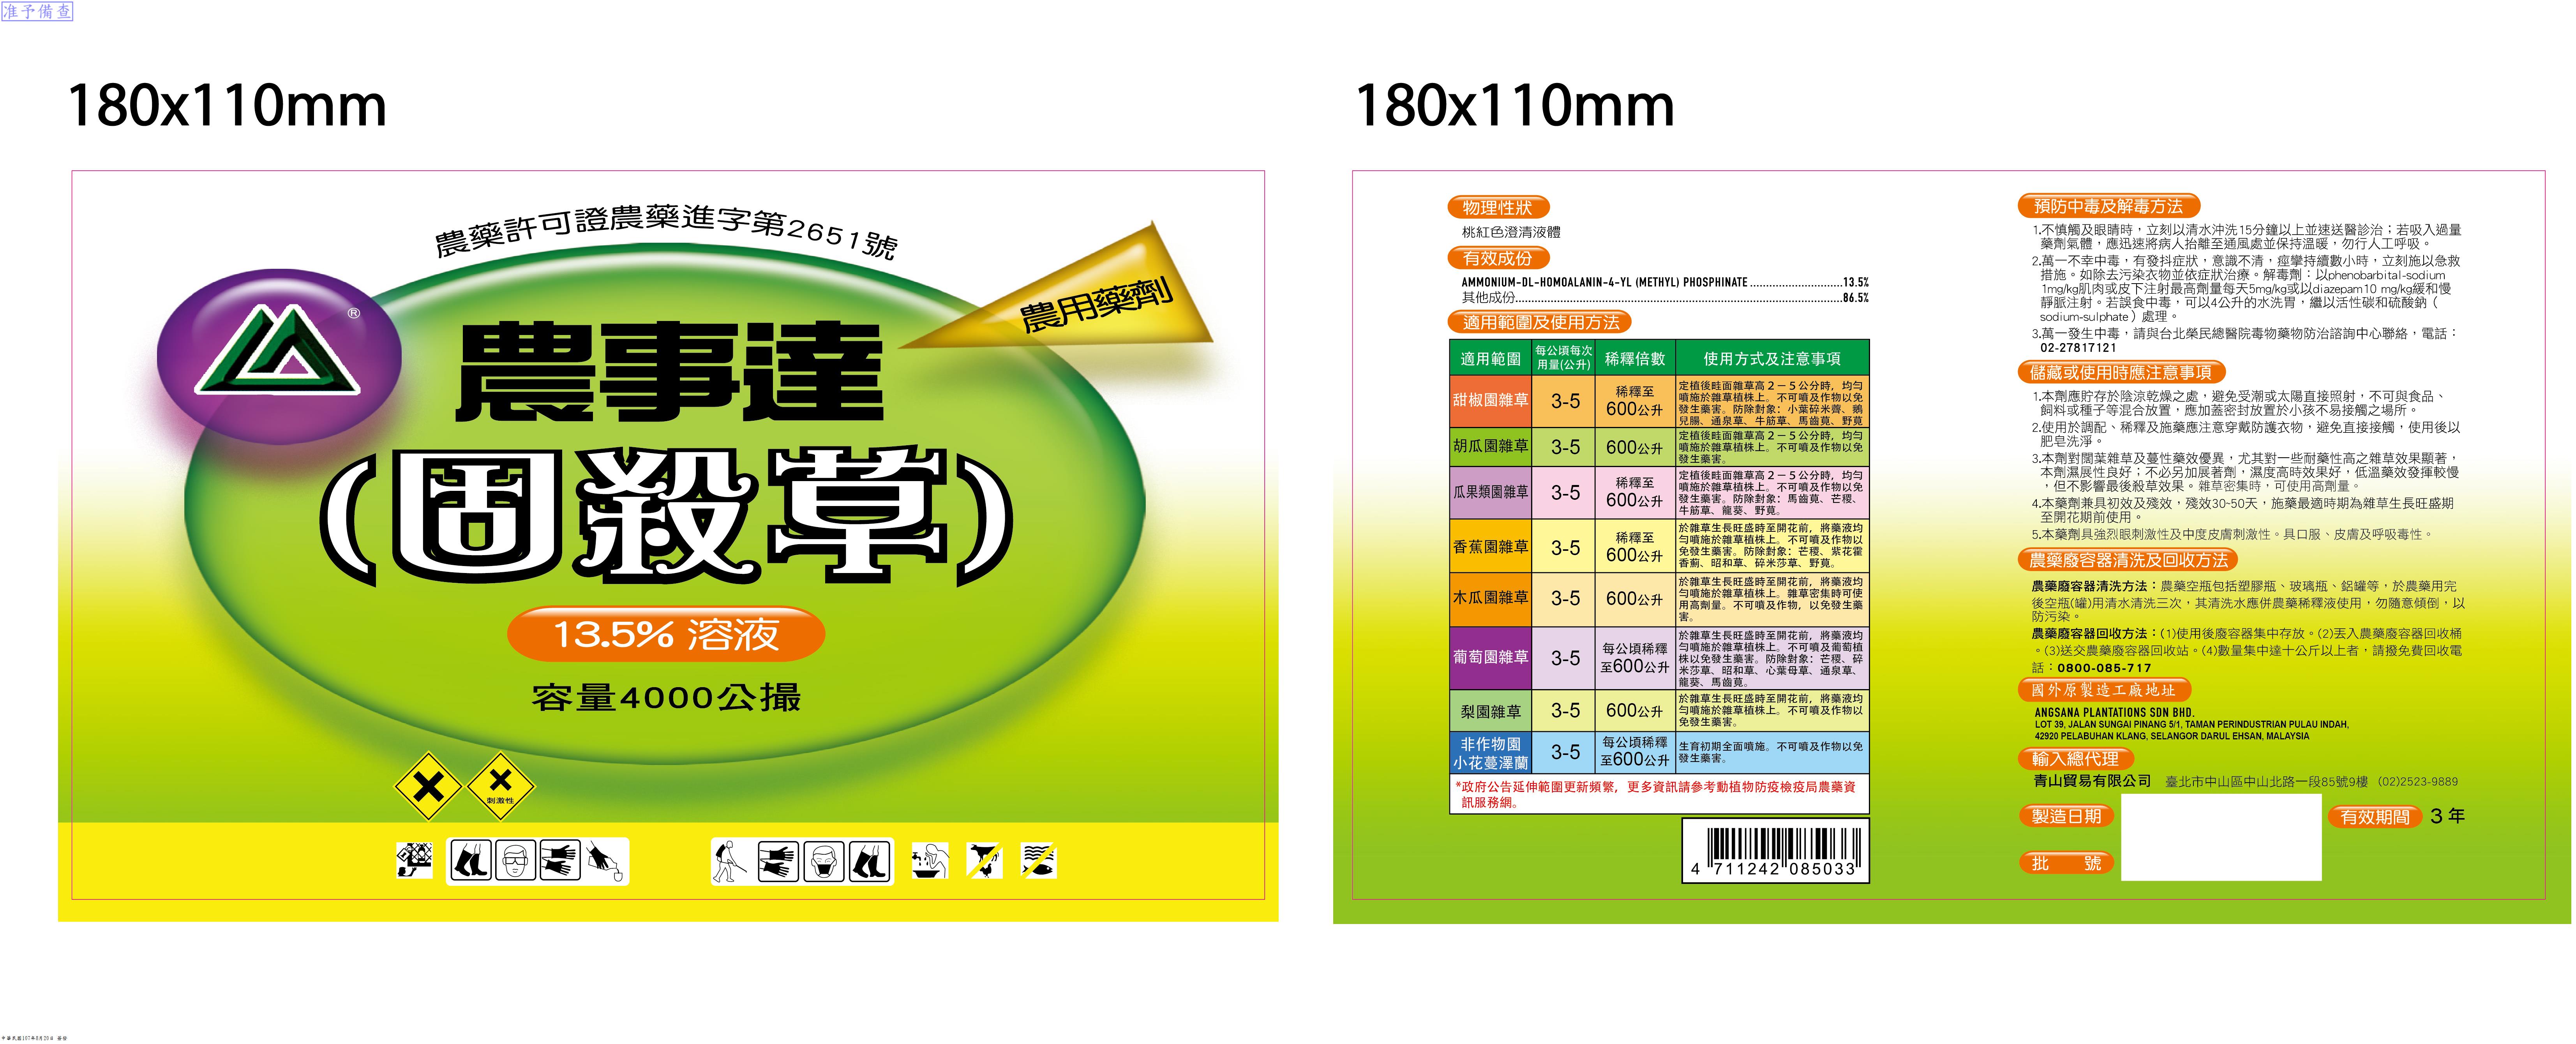 准予備查
180x110mm
農藥許可證農藥進字第2651號
®
農用藥劑
農事達
(固殺草)
13.5% 溶液
容量4000公撮
刺激性
180x110mm
物理性狀
桃紅色澄清液體
有效成份
AMMONIUM-DL-HOMOALANIN-4-YL (METHYL) PHOSPHINATE............................13.5%
其他成份....................................................................................................86.5%
適用範圍及使用方法
適用範圍 每公頃每次用量(公升) 稀釋倍數 使用方式及注意事項
甜椒園雜草 3-5 稀釋至600公升
定植後畦面雜草高2-5公分時，均勻
噴施於雜草植株上。不可噴及作物以免
發生藥害。防除對象：小葉碎米薺、鵝
兒腸、通泉草、牛筋草、馬齒莧、野莧
胡瓜園雜草 3-5 600公升
定植後畦面雜草高2-5公分時，均勻
噴施於雜草植株上。不可噴及作物以免
發生藥害。
瓜果類園雜草 3-5 稀釋至600公升
定植後畦面雜草高2-5公分時，均勻
噴施於雜草植株上。不可噴及作物以免
發生藥害。防除對象：馬齒莧、芒稷、
牛筋草、龍葵、野莧。
香蕉園雜草 3-5 稀釋至600公升
於雜草生長旺盛時至開花前，將藥液均
勻噴施於雜草植株上。不可噴及作物以
免發生藥害。防除對象：芒稷、紫花霍
香薊、昭和草、碎米莎草、野莧。
木瓜園雜草 3-5 600公升
於雜草生長旺盛時至開花前，將藥液均
勻噴施於雜草植株上。雜草密集時可使
用高劑量。不可噴及作物，以免發生藥
害。
葡萄園雜草 3-5 每公頃稀釋至600公升
於雜草生長旺盛時至開花前，將藥液均
勻噴施於雜草植株上。不可噴及葡萄植
株以免發生藥害。防除對象：芒稷、碎
米莎草、昭和草、心葉母草、通泉草、
龍葵、馬齒莧。
梨園雜草 3-5 600公升
於雜草生長旺盛時至開花前，將藥液均
勻噴施於雜草植株上。不可噴及作物以
免發生藥害。
非作物園小花蔓澤蘭 3-5 每公頃稀釋至600公升
生育初期全面噴施。不可噴及作物以免
發生藥害。
*政府公告延伸範圍更新頻繁，更多資訊請參考動植物防疫檢疫局農藥資
訊服務網。
4 711242 085033
預防中毒及解毒方法
1.不慎觸及眼睛時，立刻以清水沖洗15分鐘以上並速送醫診治；若吸入過量
藥劑氣體，應迅速將病人抬離至通風處並保持溫暖，勿行人工呼吸。
2.萬一不幸中毒，有發抖症狀，意識不清，痙攣持續數小時，立刻施以急救
措施。如除去污染衣物並依症狀治療。解毒劑：以phenobarbital-sodium
1mg/kg肌肉或皮下注射最高劑量每天5mg/kg或以diazepam10 mg/kg緩和慢
靜脈注射。若誤食中毒，可以4公升的水洗胃，繼以活性碳和硫酸鈉（
sodium-sulphate）處理。
3.萬一發生中毒，請與台北榮民總醫院毒物藥物防治諮詢中心聯絡，電話：
02-27817121
儲藏或使用時應注意事項
1.本劑應貯存於陰涼乾燥之處，避免受潮或太陽直接照射，不可與食品、
飼料或種子等混合放置，應加蓋密封放置於小孩不易接觸之場所。
2.使用於調配、稀釋及施藥應注意穿戴防護衣物，避免直接接觸，使用後以
肥皂洗淨。
3.本劑對闊葉雜草及蔓性藥效優異，尤其對一些耐藥性高之雜草效果顯著，
本劑濕展性良好；不必另加展著劑，濕度高時效果好，低溫藥效發揮較慢
，但不影響最後殺草效果。雜草密集時，可使用高劑量。
4.本藥劑兼具初效及殘效，殘效30-50天，施藥最適時期為雜草生長旺盛期
至開花期前使用。
5.本藥劑具強烈眼刺激性及中度皮膚刺激性。具口服、皮膚及呼吸毒性。
農藥廢容器清洗及回收方法
農藥廢容器清洗方法：農藥空瓶包括塑膠瓶、玻璃瓶、鋁罐等，於農藥用完
後空瓶(罐)用清水清洗三次，其清洗水應併農藥稀釋液使用，勿隨意傾倒，以
防污染。
農藥廢容器回收方法：(1)使用後廢容器集中存放。(2)丟入農藥廢容器回收桶
。(3)送交農藥廢容器回收站。(4)數量集中達十公斤以上者，請撥免費回收電
話：0800-085-717
國外原製造工廠地址
ANGSANA PLANTATIONS SDN BHD.
LOT 39, JALAN SUNGAI PINANG 5/1, TAMAN PERINDUSTRIAN PULAU INDAH,
42920 PELABUHAN KLANG, SELANGOR DARUL EHSAN, MALAYSIA
輸入總代理
青山貿易有限公司 臺北市中山區中山北路一段85號9樓 (02)2523-9889
製造日期
有效期間 3 年
批 號
中華民國107年8月20日